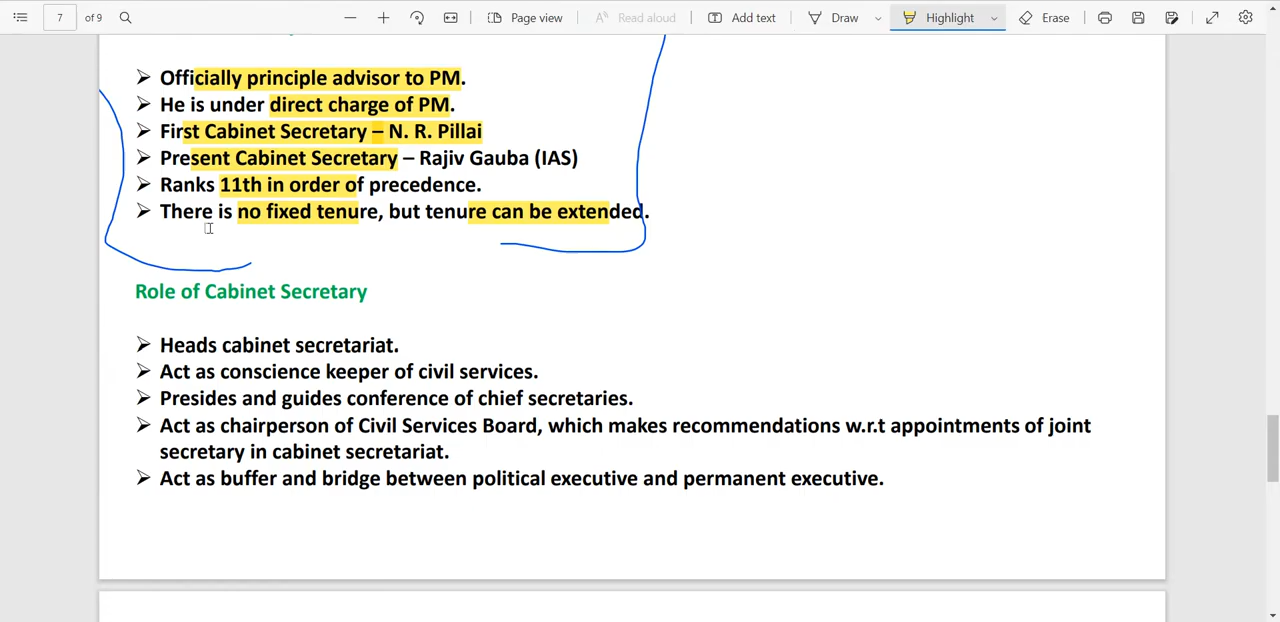 7 of 9 Page view Read aloud Add text Draw Highlight Erase
➢ Officially principle advisor to PM.
➢ He is under direct charge of PM.
➢ First Cabinet Secretary – N. R. Pillai
➢ Present Cabinet Secretary – Rajiv Gauba (IAS)
➢ Ranks 11th in order of precedence.
➢ There is no fixed tenure, but tenure can be extended.
Role of Cabinet Secretary
➢ Heads cabinet secretariat.
➢ Act as conscience keeper of civil services.
➢ Presides and guides conference of chief secretaries.
➢ Act as chairperson of Civil Services Board, which makes recommendations w.r.t appointments of joint
secretary in cabinet secretariat.
➢ Act as buffer and bridge between political executive and permanent executive.